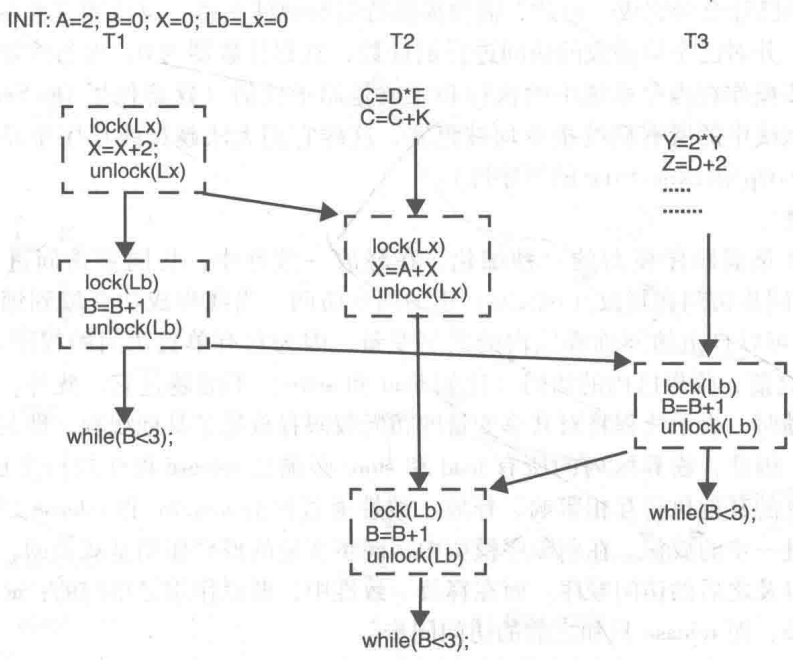 INIT: A=2; B=0; X=0; Lb=Lx=0
T1
T2
T3
C=D*E
C=C+K
lock(Lx)
X=X+2;
unlock(Lx)
Y=2*Y
Z=D+2
.....
.......
lock(Lx)
X=A+X
unlock(Lx)
lock(Lb)
B=B+1
unlock(Lb)
lock(Lb)
B=B+1
unlock(Lb)
while(B<3);
lock(Lb)
B=B+1
unlock(Lb)
while(B<3);
while(B<3);